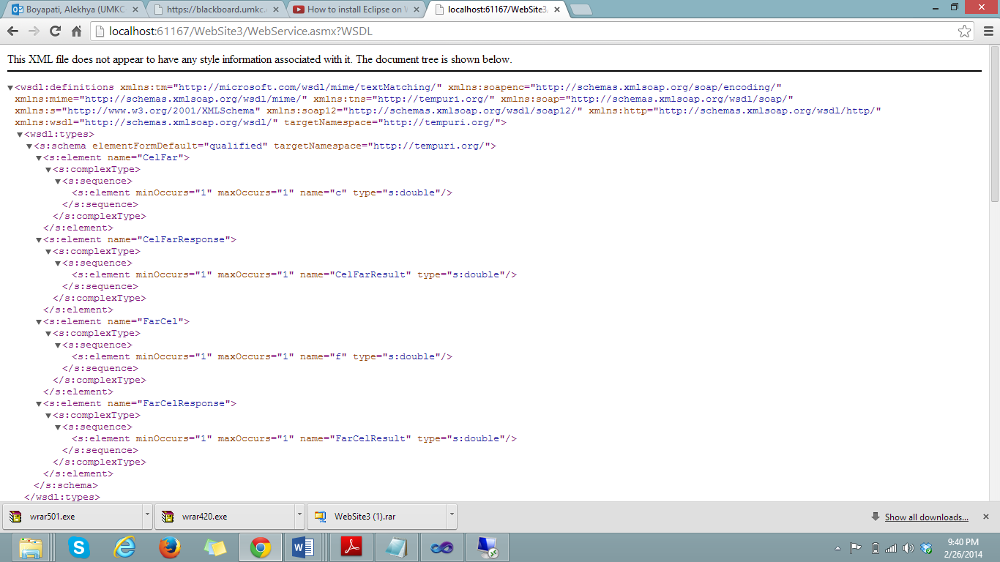 Boyapati, Alekhya (UMKC
https://blackboard.umkc.
How to install Eclipse on
localhost:61167/WebSite3
localhost:61167/WebSite3/WebService.asmx?WSDL
This XML file does not appear to have any style information associated with it. The document tree is shown below.
<wsdl:definitions xmlns:tm="http://microsoft.com/wsdl/mime/textMatching/" xmlns:soapenc="http://schemas.xmlsoap.org/soap/encoding/"
xmlns:mime="http://schemas.xmlsoap.org/wsdl/mime/" xmlns:tns="http://tempuri.org/" xmlns:soap="http://schemas.xmlsoap.org/wsdl/soap/"
xmlns:s="http://www.w3.org/2001/XMLSchema" xmlns:soap12="http://schemas.xmlsoap.org/wsdl/soap12/" xmlns:http="http://schemas.xmlsoap.org/wsdl/http/"
xmlns:wsdl="http://schemas.xmlsoap.org/wsdl/" targetNamespace="http://tempuri.org/">
<wsdl:types>
<s:schema elementFormDefault="qualified" targetNamespace="http://tempuri.org/">
<s:element name="CelFar">
<s:complexType>
<s:sequence>
<s:element minOccurs="1" maxOccurs="1" name="c" type="s:double"/>
</s:sequence>
</s:complexType>
</s:element>
<s:element name="CelFarResponse">
<s:complexType>
<s:sequence>
<s:element minOccurs="1" maxOccurs="1" name="CelFarResult" type="s:double"/>
</s:sequence>
</s:complexType>
</s:element>
<s:element name="FarCel">
<s:complexType>
<s:sequence>
<s:element minOccurs="1" maxOccurs="1" name="f" type="s:double"/>
</s:sequence>
</s:complexType>
</s:element>
<s:element name="FarCelResponse">
<s:complexType>
<s:sequence>
<s:element minOccurs="1" maxOccurs="1" name="FarCelResult" type="s:double"/>
</s:sequence>
</s:complexType>
</s:element>
</s:schema>
</wsdl:types>
wrar501.exe
wrar420.exe
WebSite3 (1).rar
Show all downloads...
9:40 PM
2/26/2014